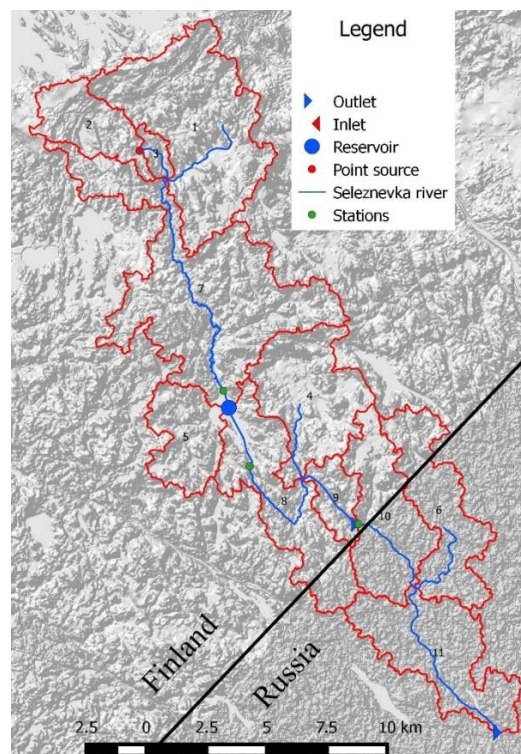 Legend
Outlet
Inlet
Reservoir
Point source
Seleznevka river
Stations
1
2
3
7
4
5
8
9
10
6
11
Finland
Russia
2.5 0 2.5 5 7.5 10 km